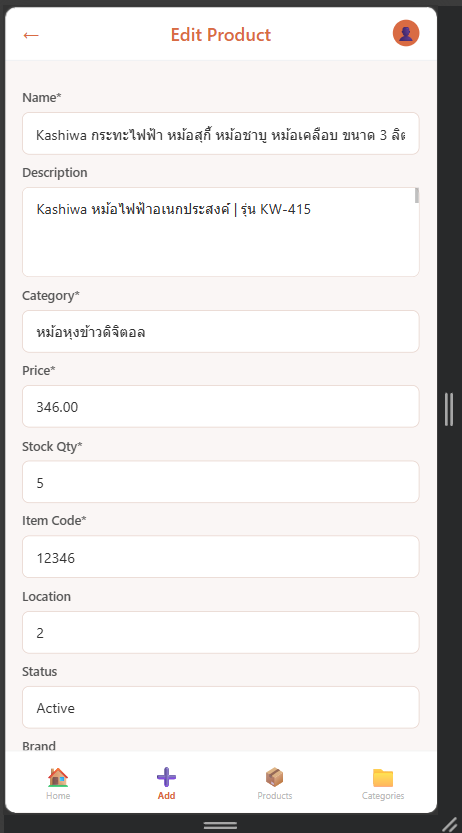 ←
Edit Product
Name*
Kashiwa กระทะไฟฟ้า หม้อสุกี้ หม้อชาบู หม้อเคลือบ ขนาด 3 ลิต
Description
Kashiwa หม้อไฟฟ้าอเนกประสงค์ | รุ่น KW-415
Category*
หม้อหุงข้าวดิจิตอล
Price*
346.00
Stock Qty*
5
Item Code*
12346
Location
2
Status
Active
Brand
Home
Add
Products
Categories